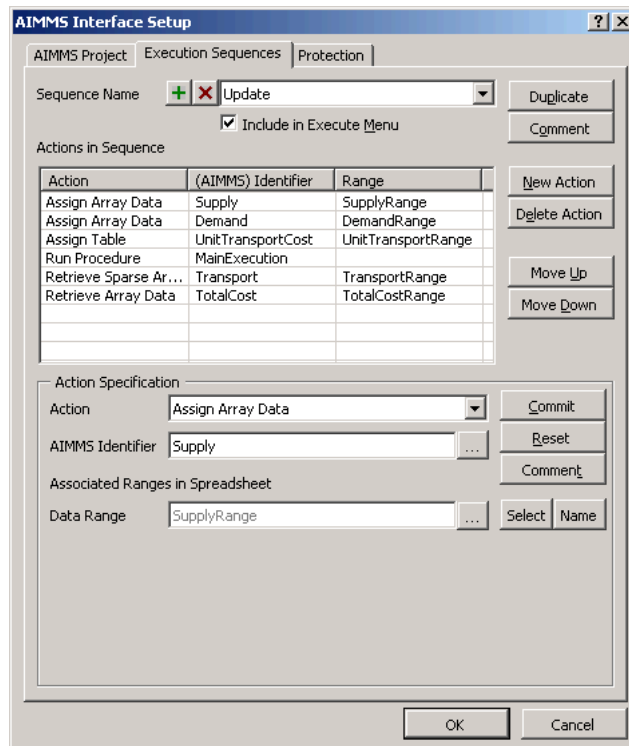 AIMMS Interface Setup
AIMMS Project Execution Sequences Protection
Sequence Name Update Duplicate
Include in Execute Menu Comment
Actions in Sequence
Action (AIMMS) Identifier Range New Action
Assign Array Data Supply SupplyRange
Assign Array Data Demand DemandRange Delete Action
Assign Table UnitTransportCost UnitTransportRange
Run Procedure MainExecution
Retrieve Sparse Ar... Transport TransportRange Move Up
Retrieve Array Data TotalCost TotalCostRange Move Down
Action Specification
Action Assign Array Data Commit
AIMMS Identifier Supply ... Reset
Comment
Associated Ranges in Spreadsheet
Data Range SupplyRange ... Select Name
OK Cancel